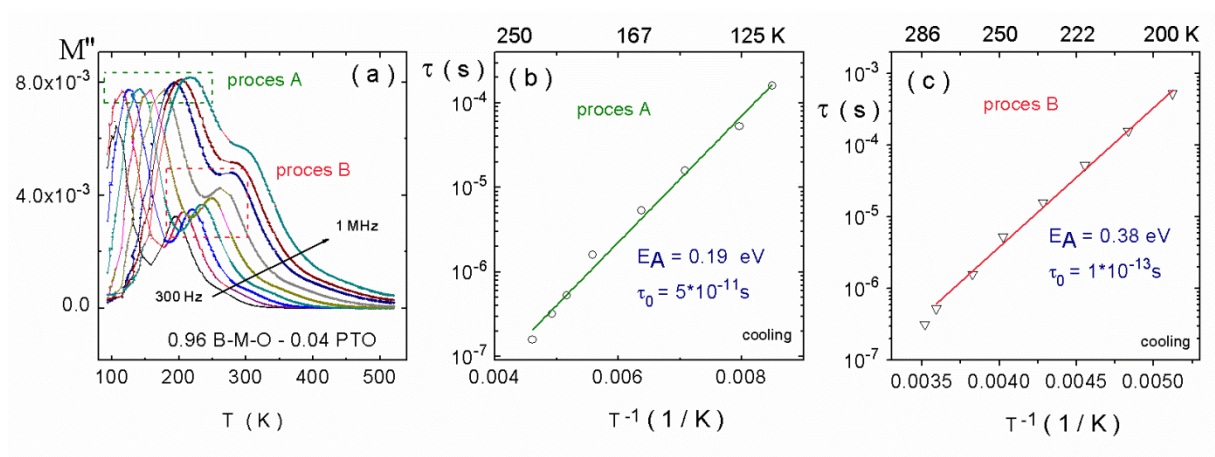 M''
8.0x10⁻³
4.0x10⁻³
0.0
( a )
proces A
proces B
1 MHz
300 Hz
0.96 B-M-O - 0.04 PTO
100 200 300 400 500
T (K)
250 167 125 K
τ ( s )
( b )
proces A
10⁻⁴
10⁻⁵
10⁻⁶
10⁻⁷
E_A = 0.19 eV
τ₀ = 5*10⁻¹¹s
cooling
0.004 0.006 0.008
T⁻¹ ( 1 / K )
286 250 222 200 K
τ ( s )
( c )
proces B
10⁻³
10⁻⁴
10⁻⁵
10⁻⁶
10⁻⁷
E_A = 0.38 eV
τ₀ = 1*10⁻¹³s
cooling
0.0035 0.0040 0.0045 0.0050
T⁻¹ ( 1 / K )